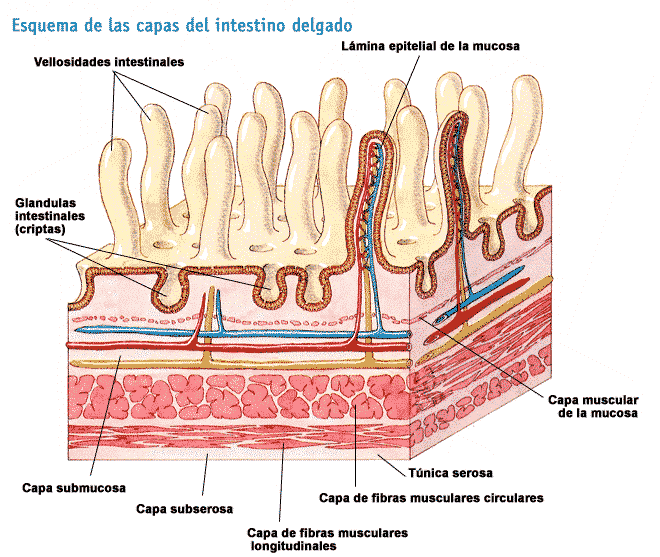 Esquema de las capas del intestino delgado
Lámina epitelial de la mucosa
Vellosidades intestinales
Glandulas
intestinales
(criptas)
Capa muscular
de la mucosa
Túnica serosa
Capa submucosa
Capa de fibras musculares circulares
Capa subserosa
Capa de fibras musculares
longitudinales